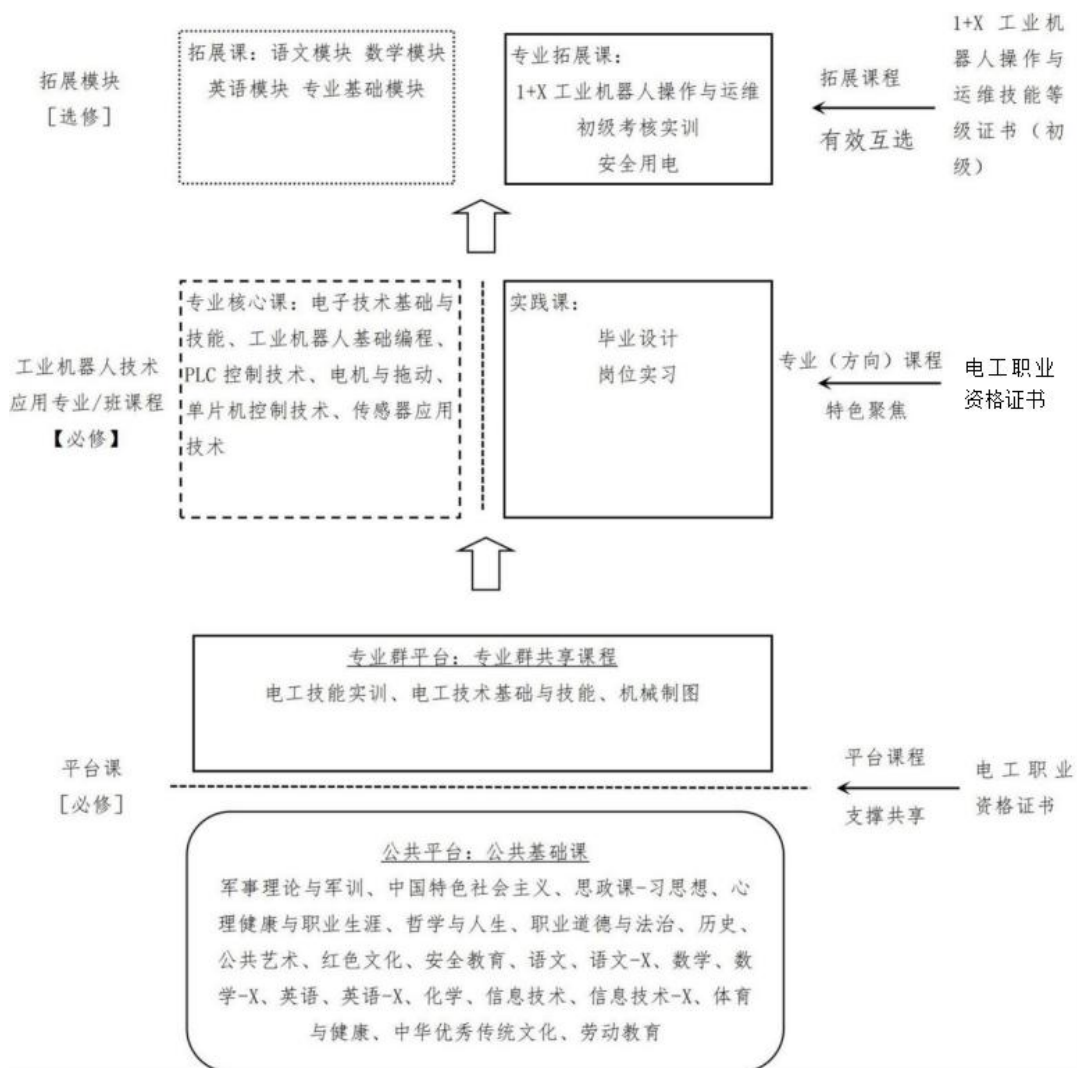 拓展模块
[选修]
拓展课：语文模块 数学模块
英语模块 专业基础模块
专业拓展课：
1+X 工业机器人操作与运维
初级考核实训
安全用电
拓展课程
有效互选
1+X 工业机
器人操作与
运维技能等
级证书（初
级）
工业机器人技术
应用专业/班课程
【必修】
专业核心课：电子技术基础与
技能、工业机器人基础编程、
PLC 控制技术、电机与拖动、
单片机控制技术、传感器应用
技术
实践课：
毕业设计
岗位实习
专业（方向）课程
特色聚焦
电工职业
资格证书
专业群平台：专业群共享课程
电工技能实训、电工技术基础与技能、机械制图
平台课
[必修]
平台课程
支撑共享
电工职业
资格证书
公共平台：公共基础课
军事理论与军训、中国特色社会主义、思政课-习思想、心
理健康与职业生涯、哲学与人生、职业道德与法治、历史、
公共艺术、红色文化、安全教育、语文、语文-X、数学、数
学-X、英语、英语-X、化学、信息技术、信息技术-X、体育
与健康、中华优秀传统文化、劳动教育